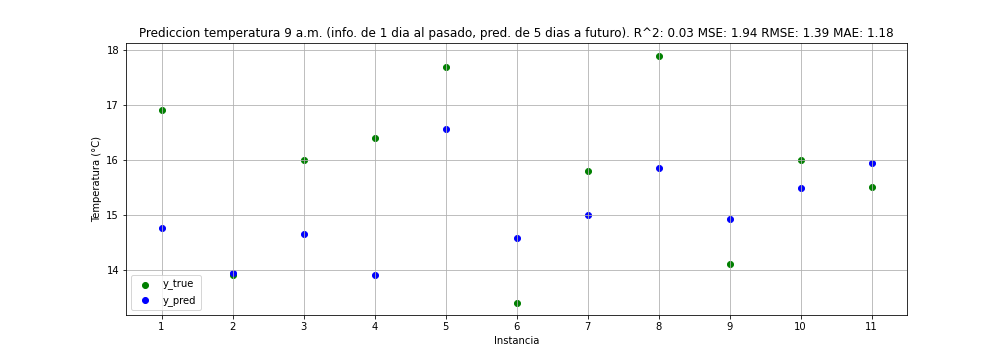 Prediccion temperatura 9 a.m. (info. de 1 dia al pasado, pred. de 5 dias a futuro). R^2: 0.03 MSE: 1.94 RMSE: 1.39 MAE: 1.18
18
17
16
15
14
Temperatura (°C)
y_true
y_pred
1 2 3 4 5 6 7 8 9 10 11
Instancia